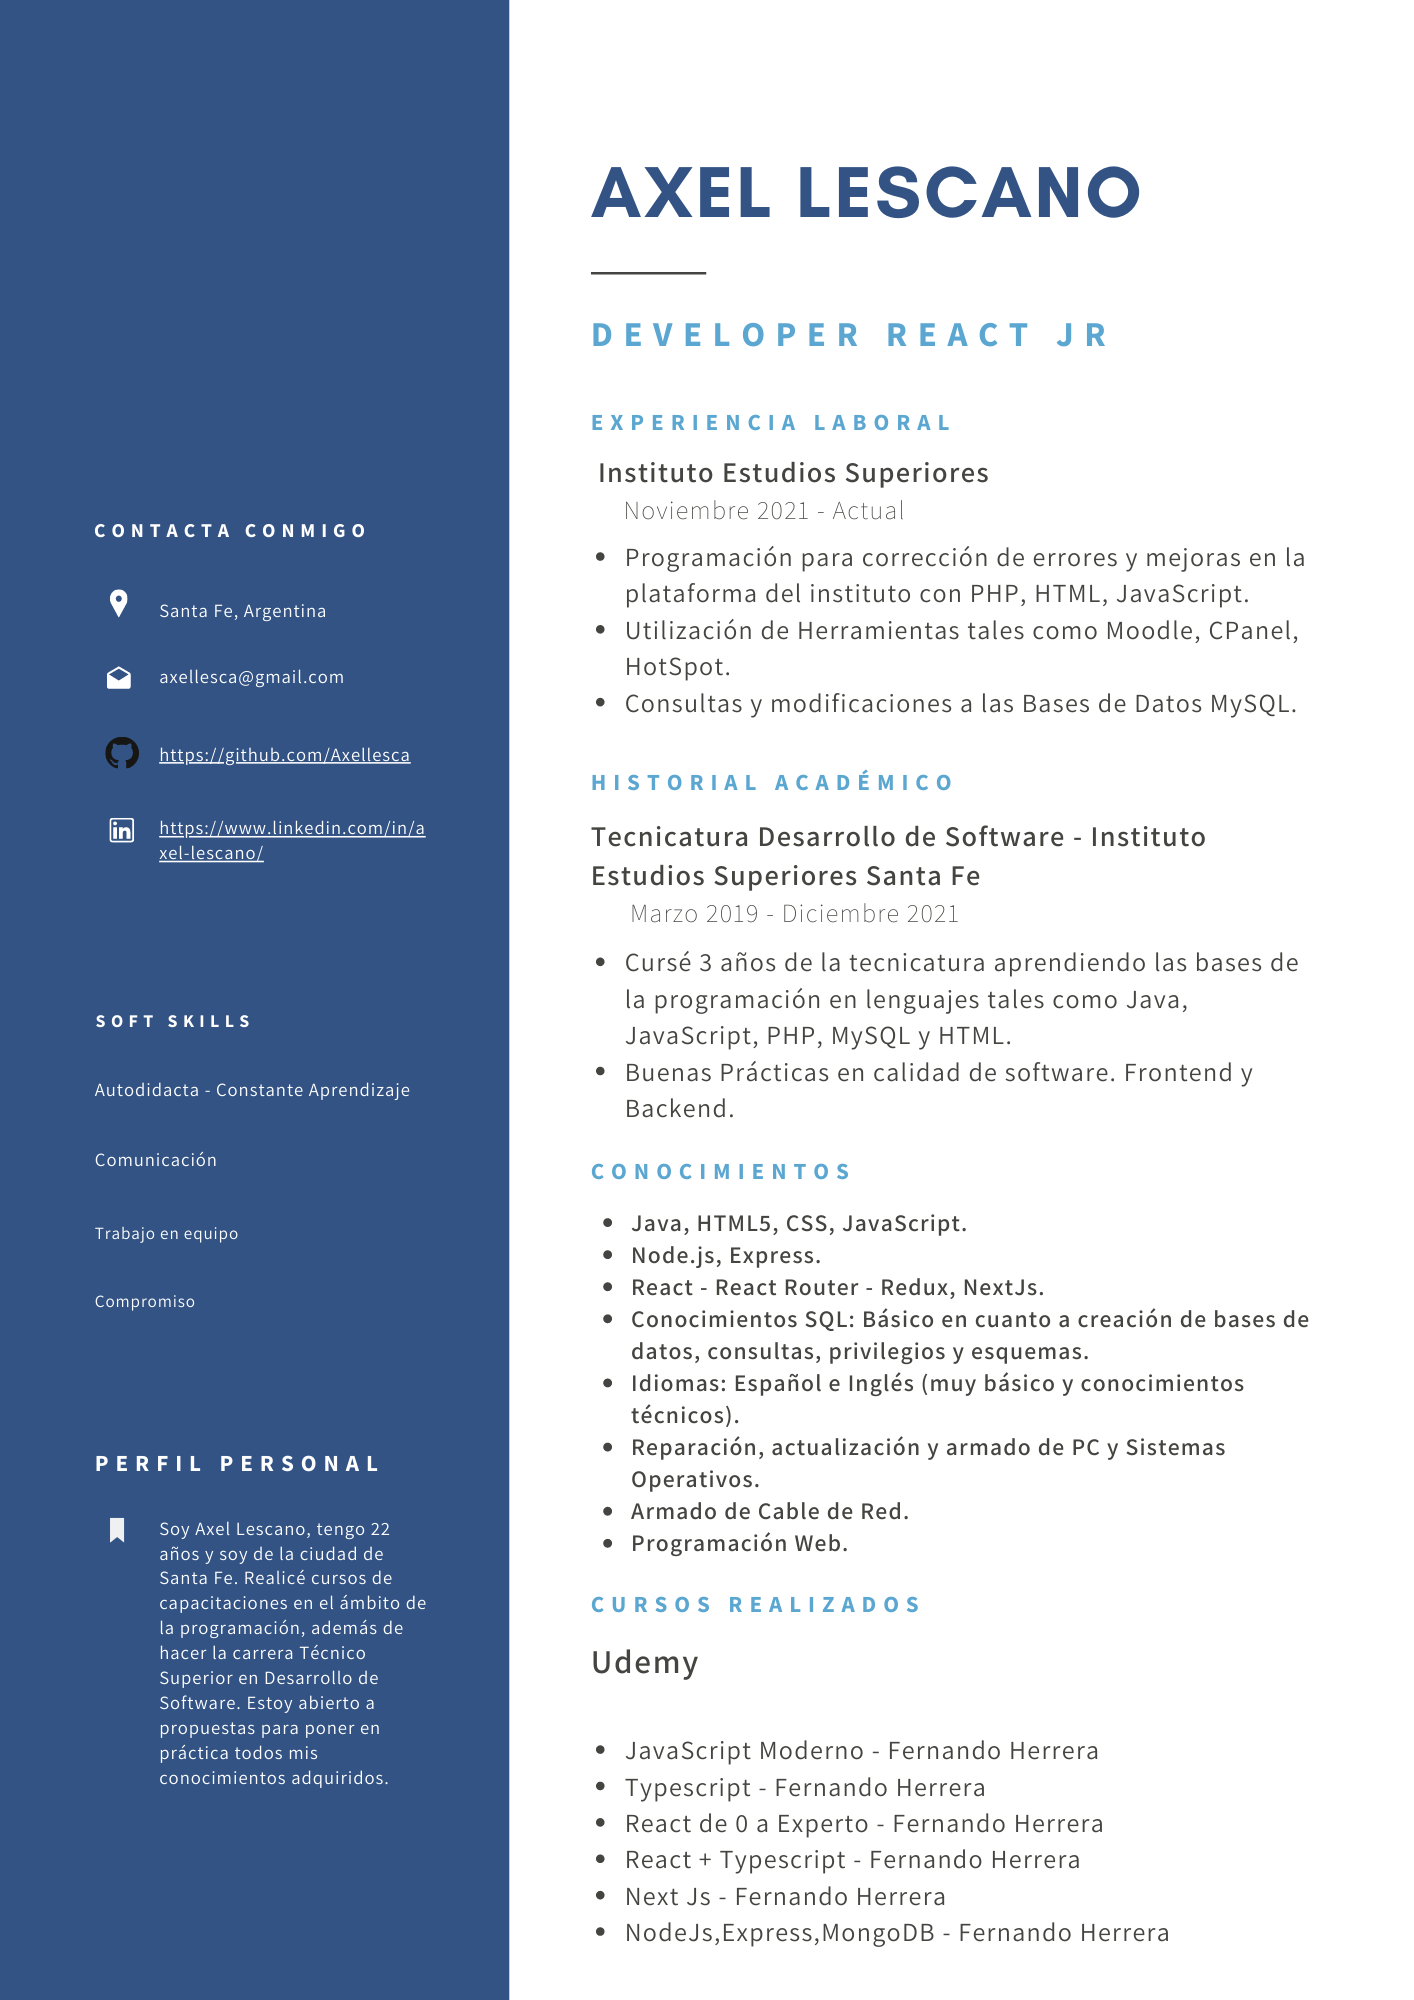 AXEL LESCANO
DEVELOPER REACT JR
EXPERIENCIA LABORAL
Instituto Estudios Superiores
Noviembre 2021 - Actual
• Programación para corrección de errores y mejoras en la
plataforma del instituto con PHP, HTML, JavaScript.
• Utilización de Herramientas tales como Moodle, CPanel,
HotSpot.
• Consultas y modificaciones a las Bases de Datos MySQL.
HISTORIAL ACADÉMICO
Tecnicatura Desarrollo de Software - Instituto
Estudios Superiores Santa Fe
Marzo 2019 - Diciembre 2021
• Cursé 3 años de la tecnicatura aprendiendo las bases de
la programación en lenguajes tales como Java,
JavaScript, PHP, MySQL y HTML.
• Buenas Prácticas en calidad de software. Frontend y
Backend.
CONOCIMIENTOS
• Java, HTML5, CSS, JavaScript.
• Node.js, Express.
• React - React Router - Redux, NextJs.
• Conocimientos SQL: Básico en cuanto a creación de bases de
datos, consultas, privilegios y esquemas.
• Idiomas: Español e Inglés (muy básico y conocimientos
técnicos).
• Reparación, actualización y armado de PC y Sistemas
Operativos.
• Armado de Cable de Red.
• Programación Web.
CURSOS REALIZADOS
Udemy
• JavaScript Moderno - Fernando Herrera
• Typescript - Fernando Herrera
• React de 0 a Experto - Fernando Herrera
• React + Typescript - Fernando Herrera
• Next Js - Fernando Herrera
• NodeJs,Express,MongoDB - Fernando Herrera
CONTACTA CONMIGO
Santa Fe, Argentina
axellesca@gmail.com
https://github.com/Axellesca
https://www.linkedin.com/in/a
xel-lescano/
SOFT SKILLS
Autodidacta - Constante Aprendizaje
Comunicación
Trabajo en equipo
Compromiso
PERFIL PERSONAL
Soy Axel Lescano, tengo 22
años y soy de la ciudad de
Santa Fe. Realicé cursos de
capacitaciones en el ámbito de
la programación, además de
hacer la carrera Técnico
Superior en Desarrollo de
Software. Estoy abierto a
propuestas para poner en
práctica todos mis
conocimientos adquiridos.